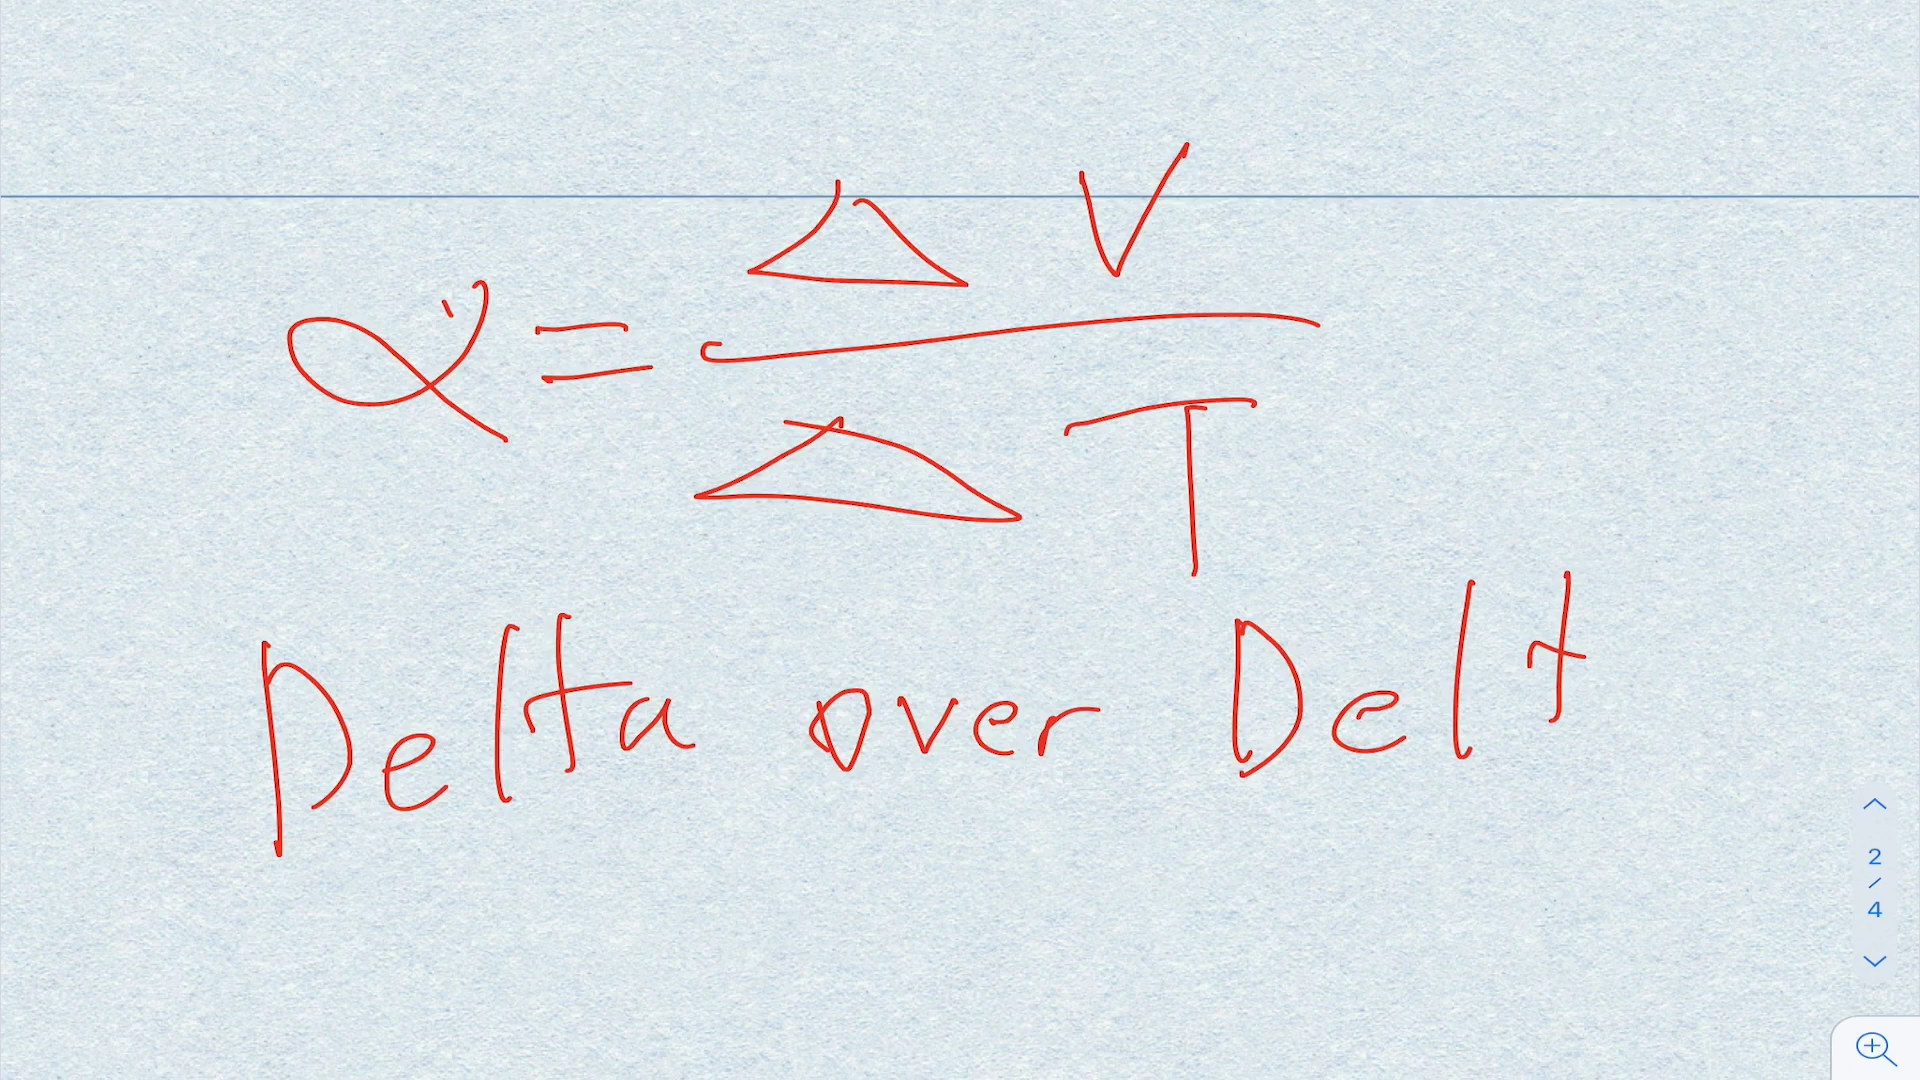 α = ΔV / ΔT
Delta over Delt
2
/
4